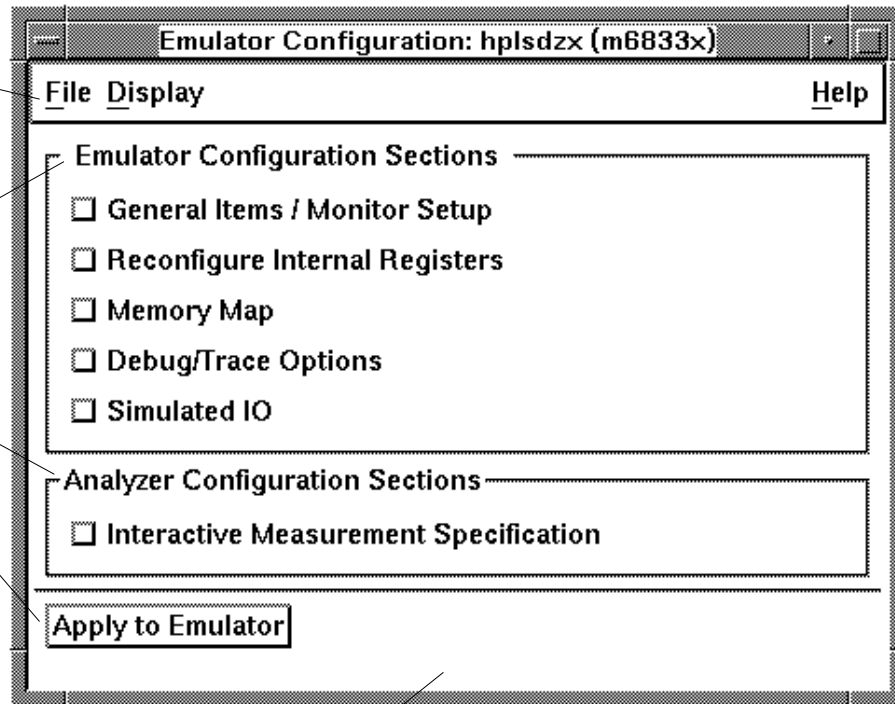 Emulator Configuration: hplsdzx (m6833x)
File Display Help
Emulator Configuration Sections
General Items / Monitor Setup
Reconfigure Internal Registers
Memory Map
Debug/Trace Options
Simulated IO
Analyzer Configuration Sections
Interactive Measurement Specification
Apply to Emulator